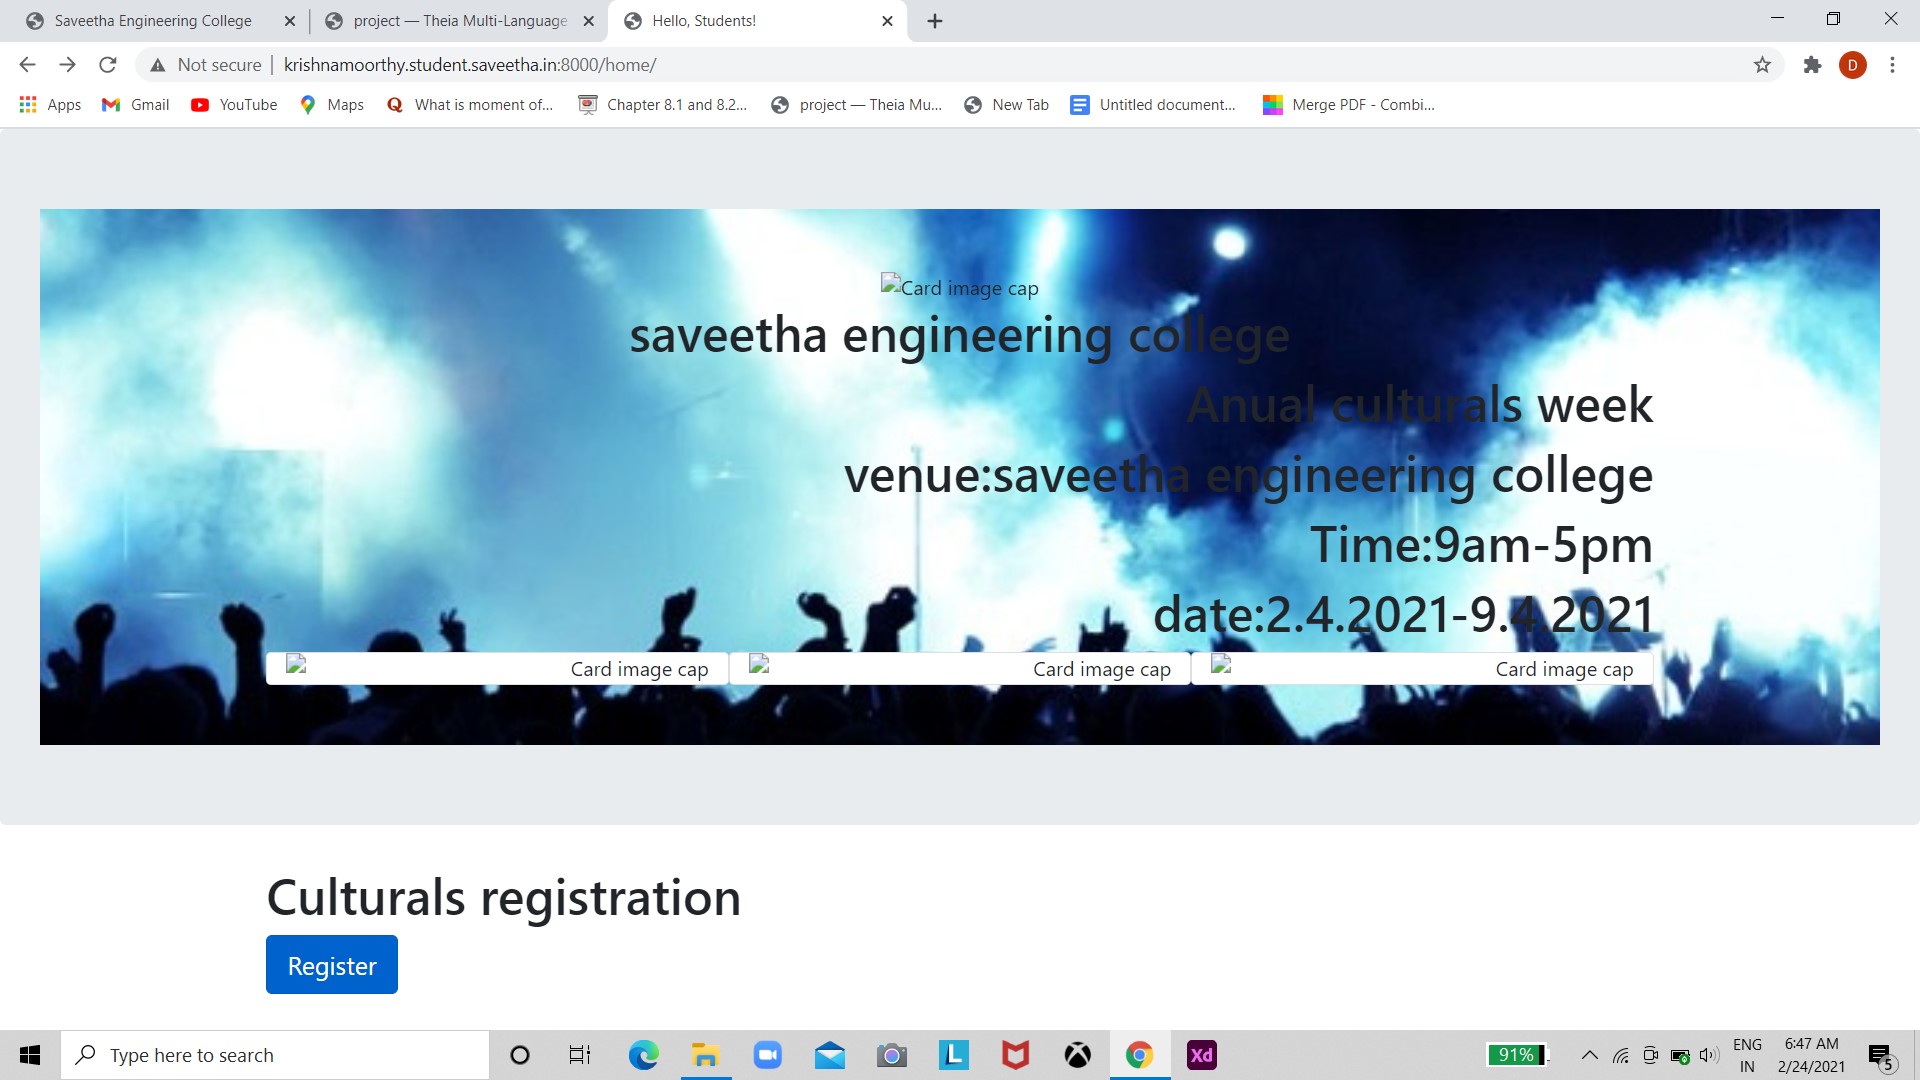 Saveetha Engineering College
project — Theia Multi-Language
Hello, Students!
Not secure | krishnamoorthy.student.saveetha.in:8000/home/
D
Apps
Gmail
YouTube
Maps
What is moment of...
Chapter 8.1 and 8.2...
project — Theia Mu...
New Tab
Untitled document...
Merge PDF - Combi...
Card image cap
saveetha engineering college
Anual culturals week
venue:saveetha engineering college
Time:9am-5pm
date:2.4.2021-9.4.2021
Card image cap
Card image cap
Card image cap
Culturals registration
Register
Type here to search
L
Xd
91%
ENG
IN
6:47 AM
2/24/2021
5